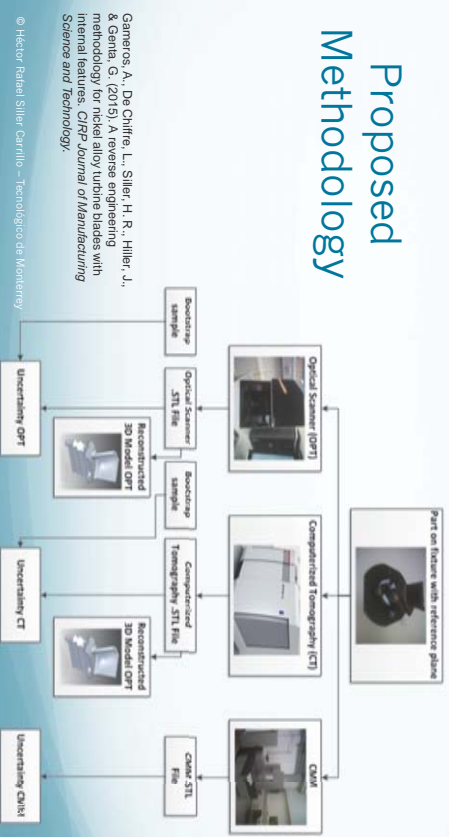 Proposed
Methodology
Gameros, A., De Chiffre, L., Siller, H. R., Hiller, J.,
& Genta, G. (2015). A reverse engineering
methodology for nickel alloy turbine blades with
internal features. CIRP Journal of Manufacturing
Science and Technology.
© Héctor Rafael Siller Carrillo – Tecnológico de Monterrey
Part on fixture with reference plane
Optical Scanner (OPT)
Computerized Tomography (CT)
CMM
Bootstrap
sample
Optical Scanner
.STL File
Reconstructed
3D Model OPT
Bootstrap
sample
Computerized
Tomography .STL File
Reconstructed
3D Model OPT
CMM .STL
File
Uncertainty OPT
Uncertainty CT
Uncertainty CMM